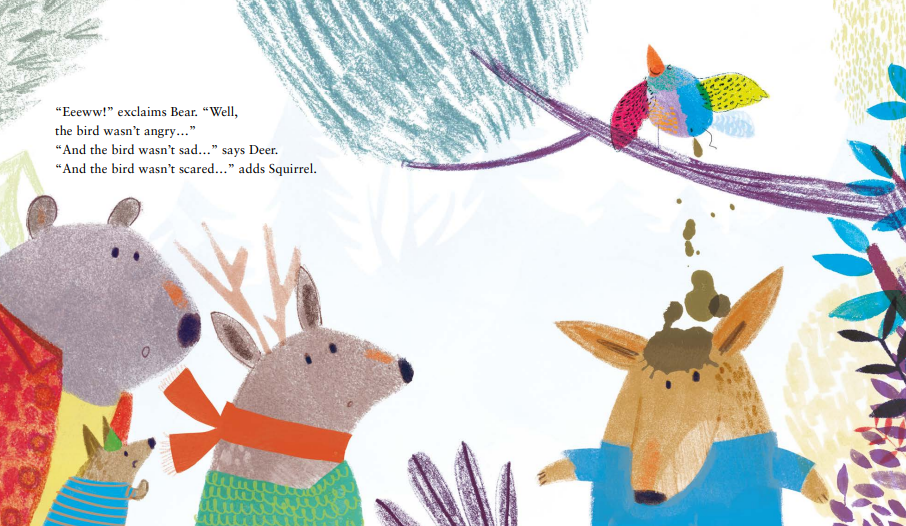 “Eeeww!” exclaims Bear. “Well,
the bird wasn’t angry…”
“And the bird wasn’t sad…” says Deer.
“And the bird wasn’t scared…” adds Squirrel.